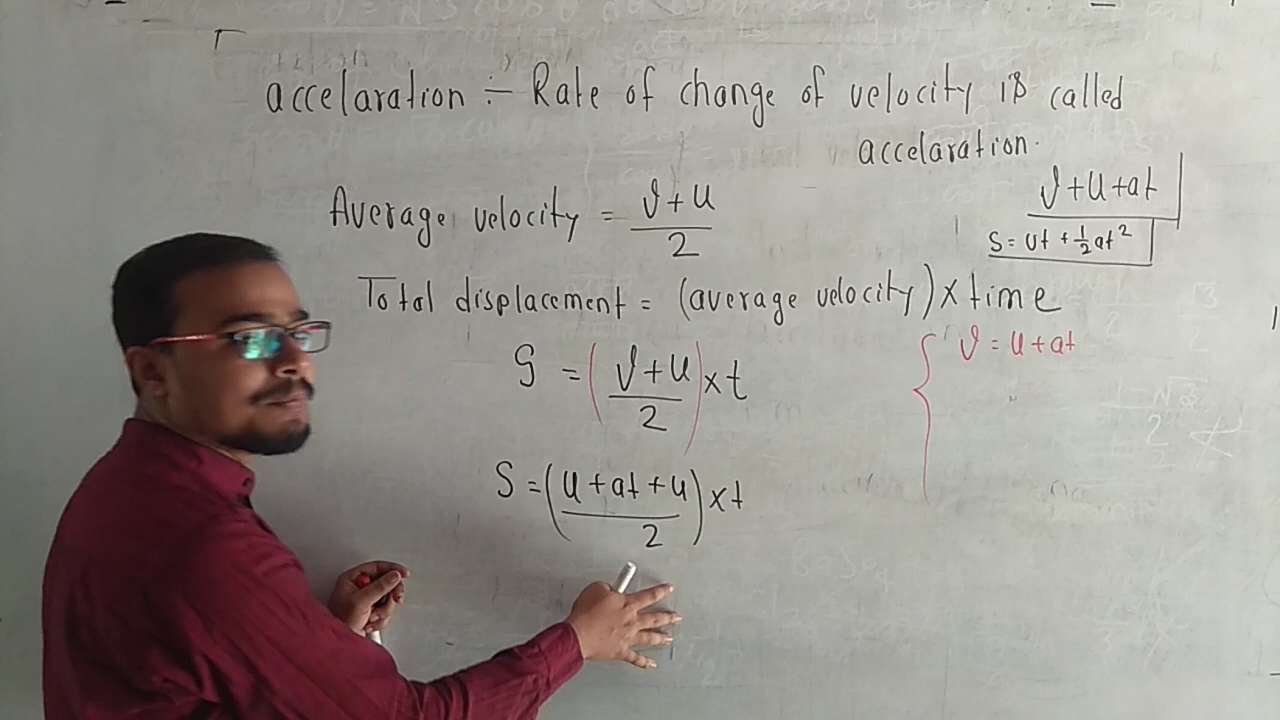 accelaration :- Rate of change of velocity is called
accelaration.
Average velocity = V+U/2
V+U+at
S = ut + 1/2 at²
Total displacement = (average velocity) x time
S = (V+U/2) x t
V = U + at
S = (U + at + U/2) x t